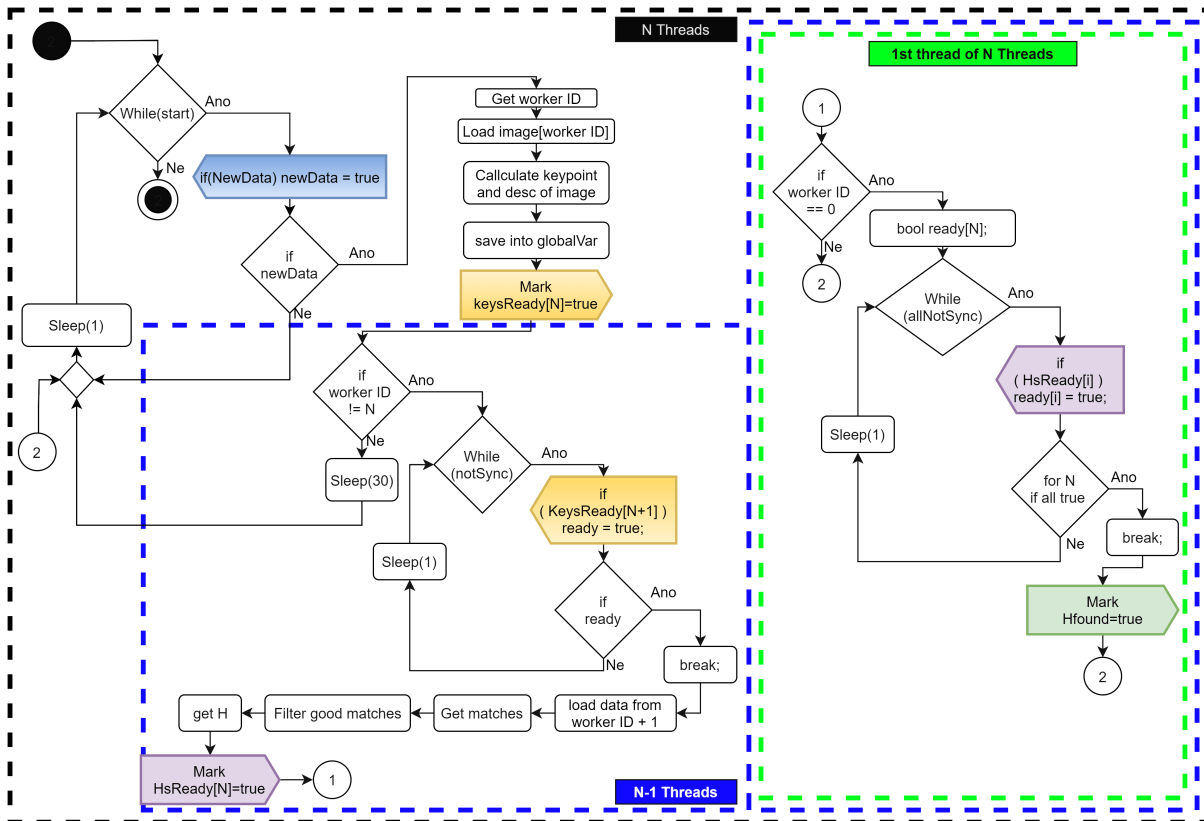 2
N Threads
While(start)
Ano
Ne
2
if(NewData) newData = true
if
newData
Ano
Ne
Get worker ID
Load image[worker ID]
Callculate keypoint
and desc of image
save into globalVar
Mark
keysReady[N]=true
Sleep(1)
2
if
worker ID
!= N
Ano
Ne
Sleep(30)
While
(notSync)
Ano
if
( KeysReady[N+1] )
ready = true;
Sleep(1)
if
ready
Ano
Ne
break;
load data from
worker ID + 1
Get matches
Filter good matches
get H
Mark
HsReady[N]=true
1
N-1 Threads
1st thread of N Threads
1
if
worker ID
== 0
Ano
Ne
2
bool ready[N];
While
(allNotSync)
Ano
if
( HsReady[i] )
ready[i] = true;
Sleep(1)
for N
if all true
Ano
Ne
break;
Mark
Hfound=true
2